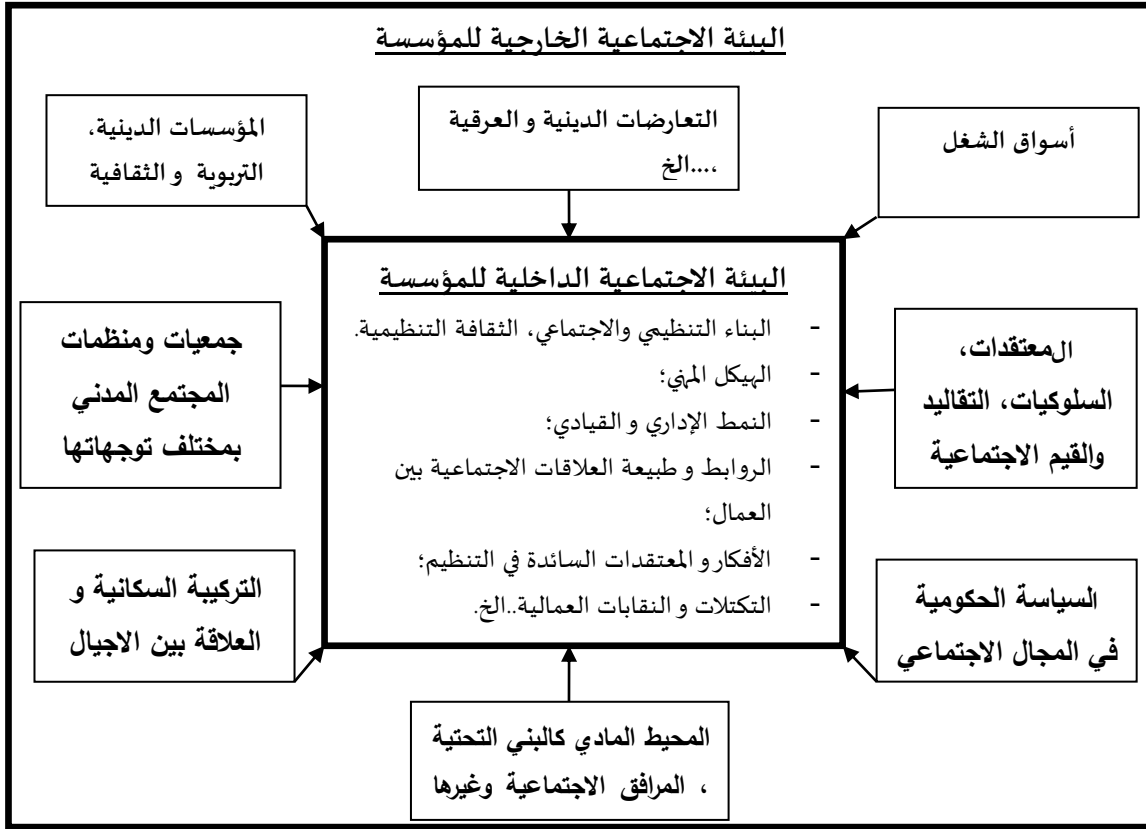 البيئة الاجتماعية الخارجية للمؤسسة
أسواق الشغل
التعارضات الدينية و العرقية
،...الخ
المؤسسات الدينية،
التربوية و الثقافية
البيئة الاجتماعية الداخلية للمؤسسة
- البناء التنظيمي والاجتماعي، الثقافة التنظيمية.
- الهيكل المهني؛
- النمط الإداري و القيادي؛
- الروابط و طبيعة العلاقات الاجتماعية بين
العمال؛
- الأفكار و المعتقدات السائدة في التنظيم؛
- التكتلات و النقابات العمالية..الخ.
المعتقدات،
السلوكيات، التقاليد
والقيم الاجتماعية
جمعيات ومنظمات
المجتمع المدني
بمختلف توجهاتها
السياسة الحكومية
في المجال الاجتماعي
التركيبة السكانية و
العلاقة بين الاجيال
المحيط المادي كالبني التحتية
، المرافق الاجتماعية وغيرها